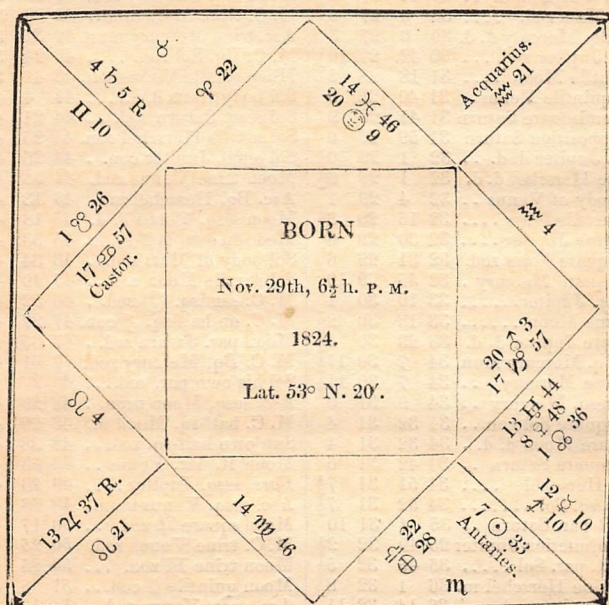 ♉
♈ 22
4 ♄ 5 R
♊ 10
14 ♓ 46
20 ☽ 9
Acquarius.
♒ 21
♒ 4
1 ☋ 26
17 ♋ 57
Castor.
BORN
Nov. 29th, 6½h. P. M.
1824.
Lat. 53° N. 20′.
20 ♂ 3
17 ♑ 57
13 ♅ 44
8 ♀ 48
1 ☊ 36
♌ 4
13 ♃ 37 R.
♌ 21
14 ♍ 46
22
28
12 ☿ 10
♐ 10
7 ☉ 33
Antaries.
♏